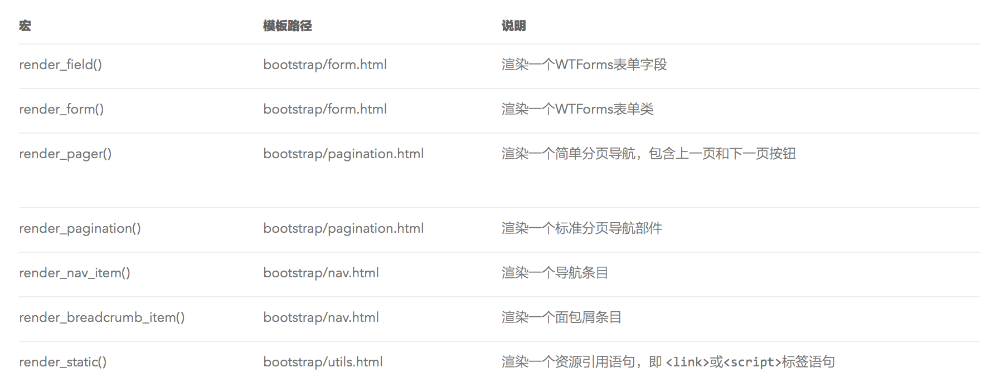 宏 模板路径 说明
render_field() bootstrap/form.html 渲染一个WTForms表单字段
render_form() bootstrap/form.html 渲染一个WTForms表单类
render_pager() bootstrap/pagination.html 渲染一个简单分页导航，包含上一页和下一页按钮
render_pagination() bootstrap/pagination.html 渲染一个标准分页导航部件
render_nav_item() bootstrap/nav.html 渲染一个导航条目
render_breadcrumb_item() bootstrap/nav.html 渲染一个面包屑条目
render_static() bootstrap/utils.html 渲染一个资源引用语句，即 <link>或<script>标签语句